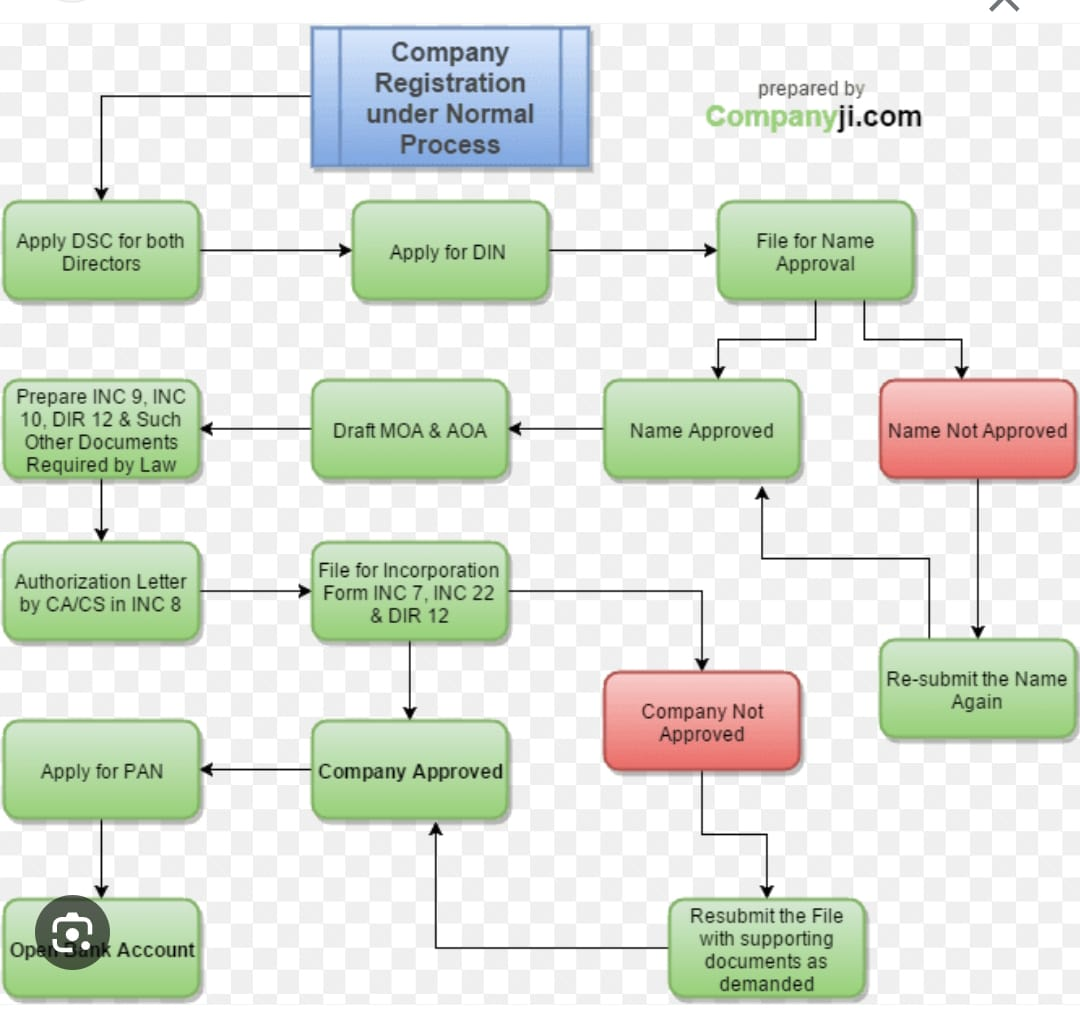 Company
Registration
under Normal
Process
prepared by
Companyji.com
Apply DSC for both
Directors
Apply for DIN
File for Name
Approval
Prepare INC 9, INC
10, DIR 12 & Such
Other Documents
Required by Law
Draft MOA & AOA
Name Approved
Name Not Approved
Authorization Letter
by CA/CS in INC 8
File for Incorporation
Form INC 7, INC 22
& DIR 12
Company Not
Approved
Re-submit the Name
Again
Apply for PAN
Company Approved
Open Bank Account
Resubmit the File
with supporting
documents as
demanded